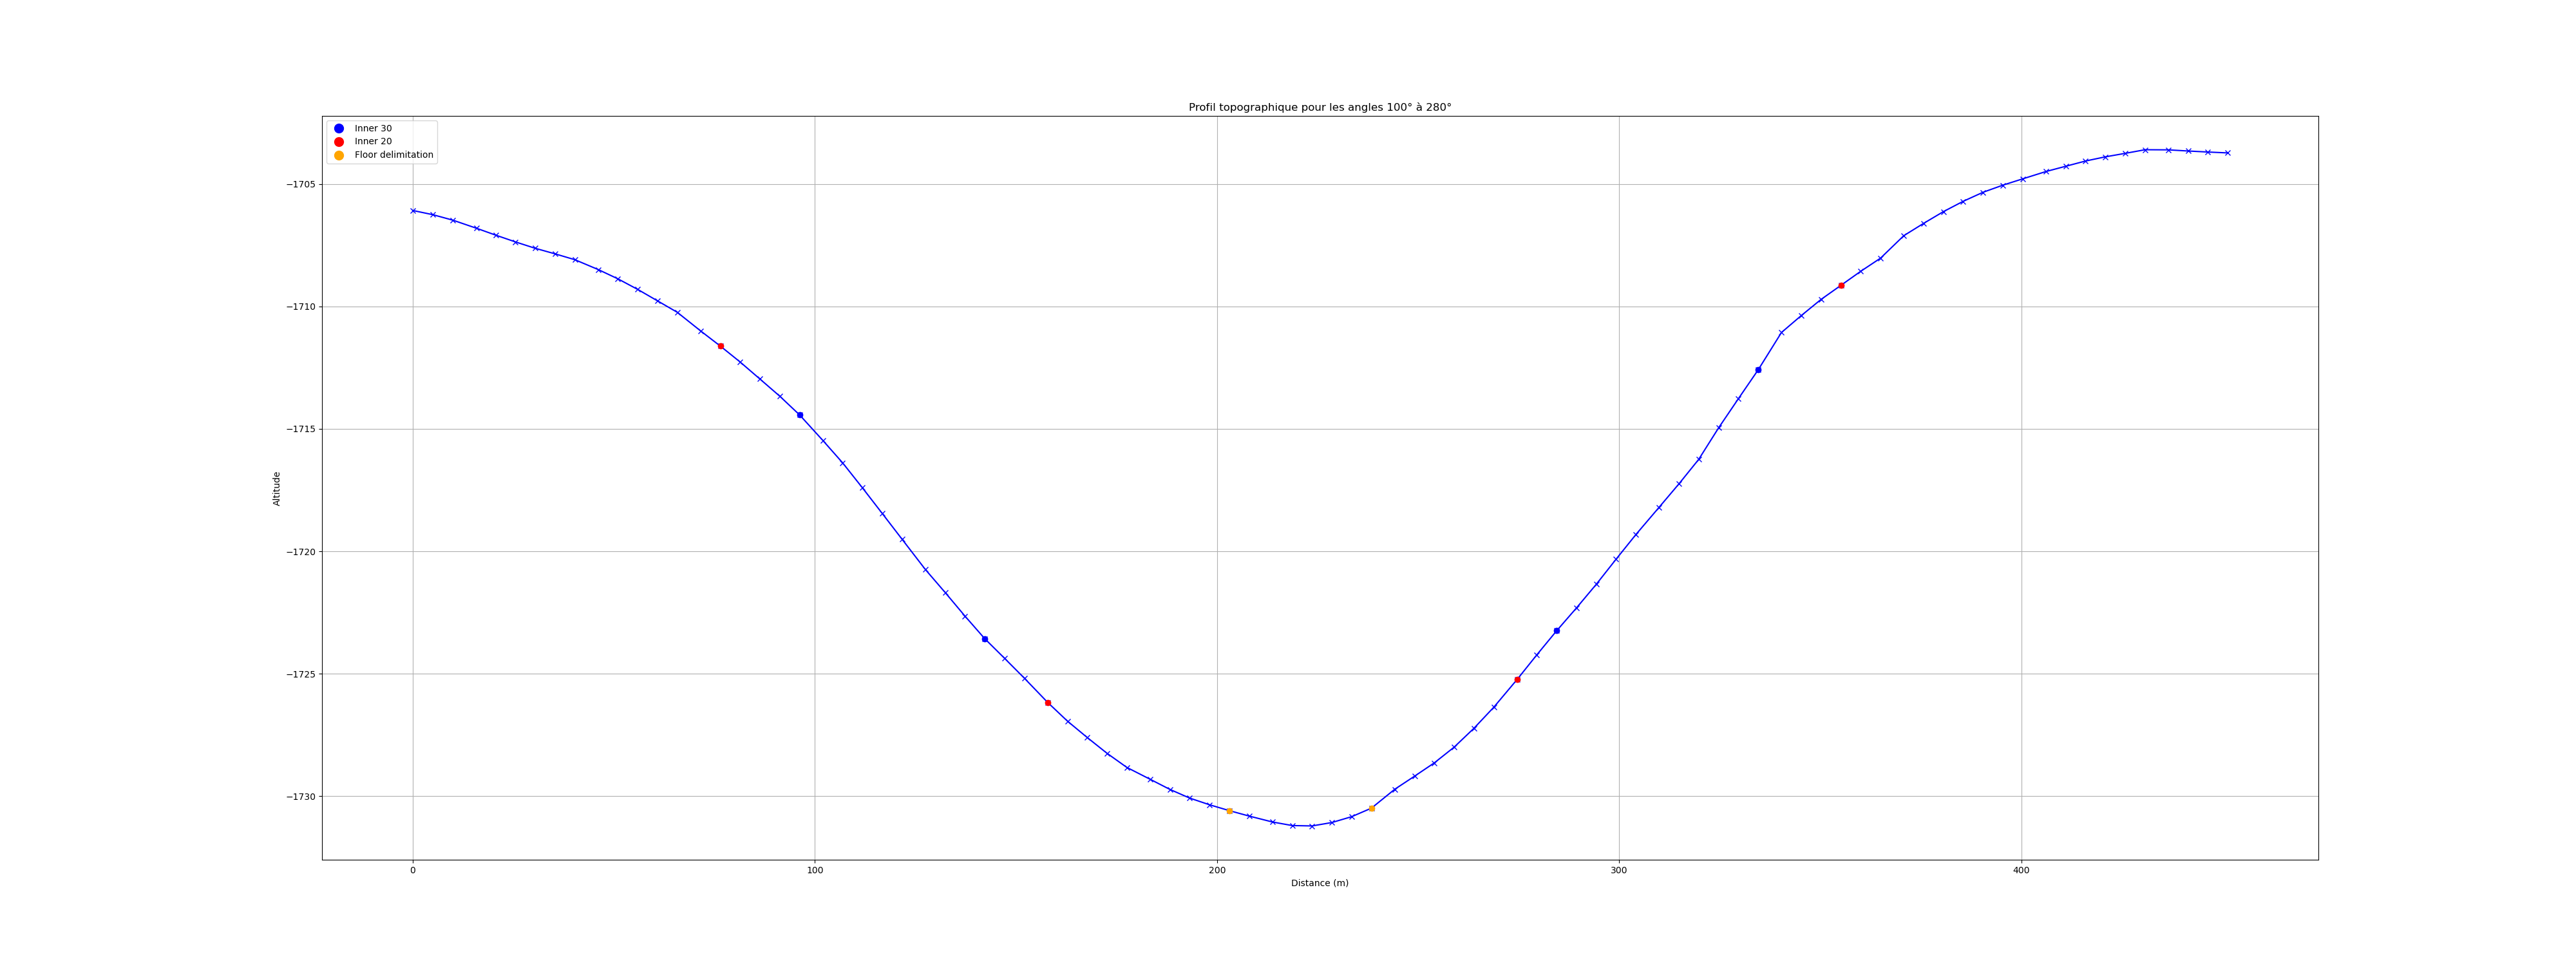 Profil topographique pour les angles 100° à 280°
Inner 30
Inner 20
Floor delimitation
−1705
−1710
−1715
−1720
−1725
−1730
Altitude
0 100 200 300 400
Distance (m)